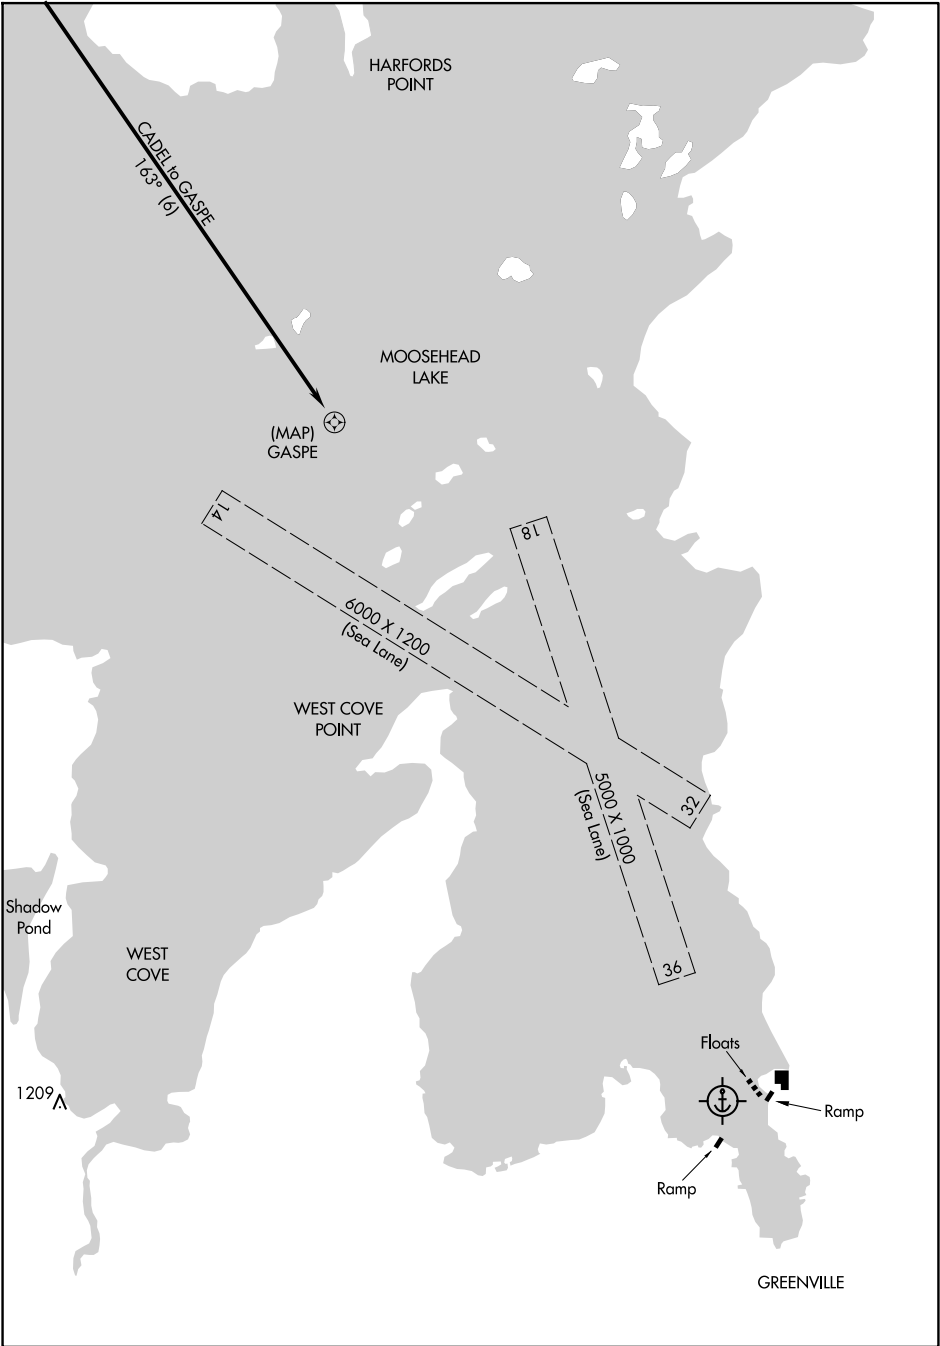 HARFORDS
POINT
CADEL to GASPE
163° (6)
MOOSEHEAD
LAKE
(MAP)
GASPE
14
18
6000 X 1200
(Sea Lane)
WEST COVE
POINT
5000 X 1000
(Sea Lane)
32
Shadow
Pond
WEST
COVE
36
Floats
1209
Ramp
Ramp
GREENVILLE